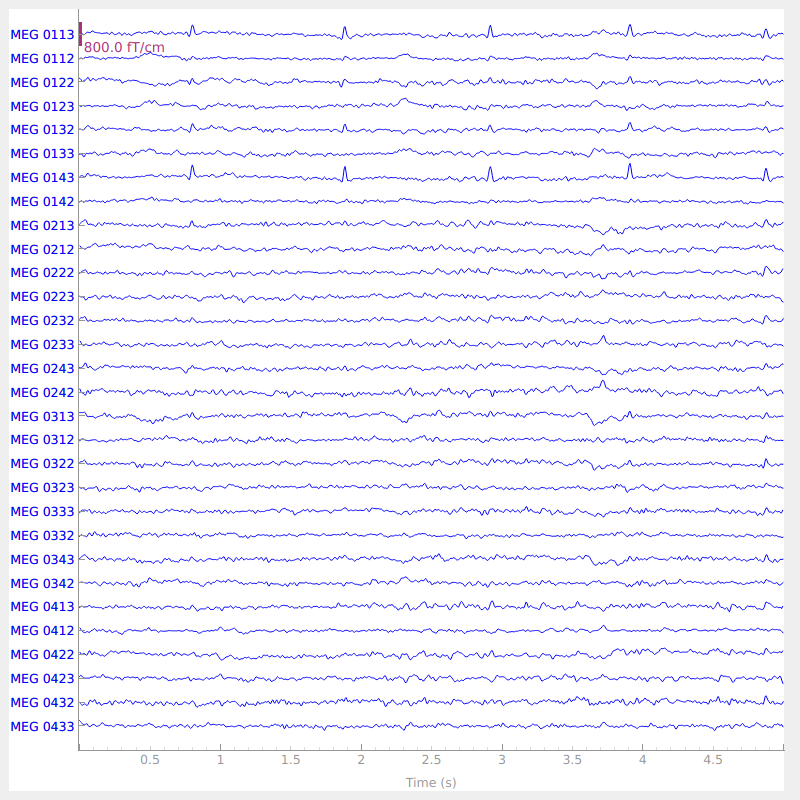 MEG 0113
800.0 fT/cm
MEG 0112
MEG 0122
MEG 0123
MEG 0132
MEG 0133
MEG 0143
MEG 0142
MEG 0213
MEG 0212
MEG 0222
MEG 0223
MEG 0232
MEG 0233
MEG 0243
MEG 0242
MEG 0313
MEG 0312
MEG 0322
MEG 0323
MEG 0333
MEG 0332
MEG 0343
MEG 0342
MEG 0413
MEG 0412
MEG 0422
MEG 0423
MEG 0432
MEG 0433
0.5 1 1.5 2 2.5 3 3.5 4 4.5
Time (s)